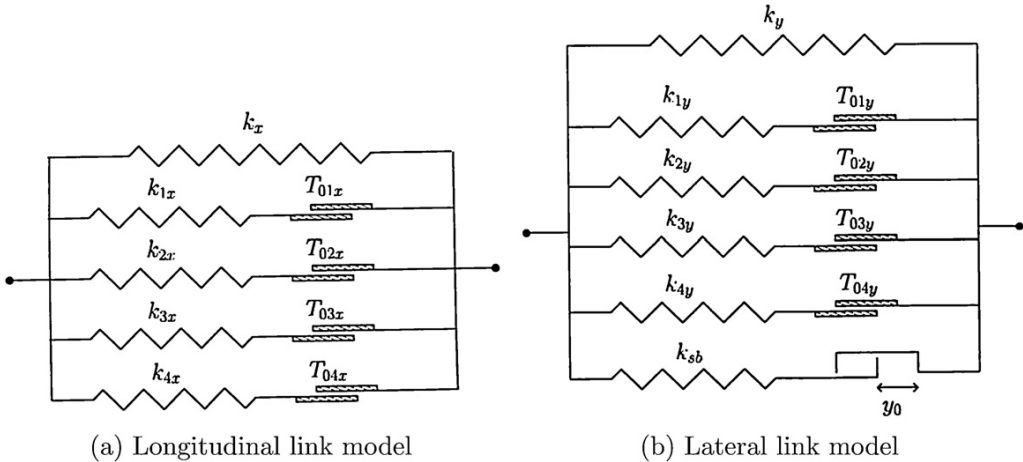 k_x
k_{1x} T_{01x}
k_{2x} T_{02x}
k_{3x} T_{03x}
k_{4x} T_{04x}
(a) Longitudinal link model
k_y
k_{1y} T_{01y}
k_{2y} T_{02y}
k_{3y} T_{03y}
k_{4y} T_{04y}
k_{sb}
y_0
(b) Lateral link model